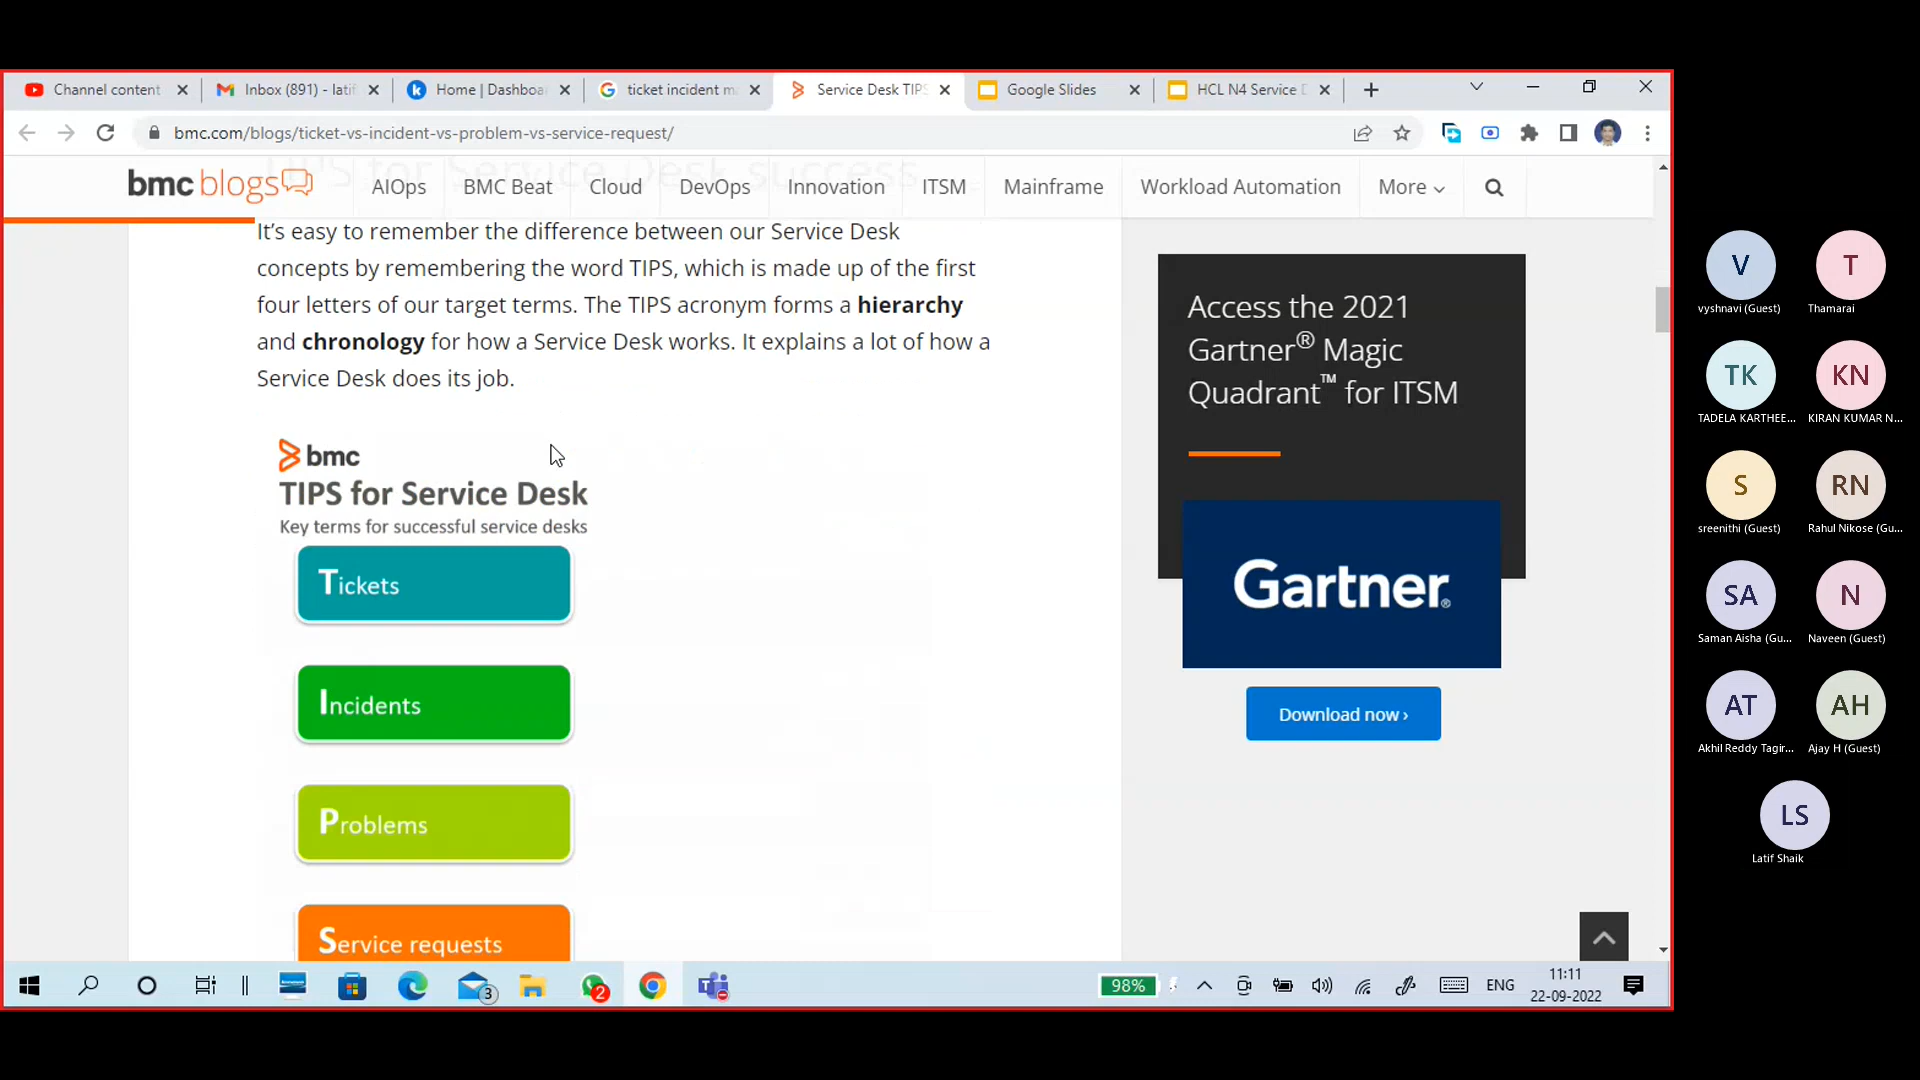 Channel content
Inbox (891) - latif
Home | Dashboa
ticket incident m
Service Desk TIPS
Google Slides
HCL N4 Service D
bmc.com/blogs/ticket-vs-incident-vs-problem-vs-service-request/
TIPS for Service Desk success
bmc blogs
AIOps
BMC Beat
Cloud
DevOps
Innovation
ITSM
Mainframe
Workload Automation
More
It’s easy to remember the difference between our Service Desk
concepts by remembering the word TIPS, which is made up of the first
four letters of our target terms. The TIPS acronym forms a hierarchy
and chronology for how a Service Desk works. It explains a lot of how a
Service Desk does its job.
bmc
TIPS for Service Desk
Key terms for successful service desks
Tickets
Incidents
Problems
Service requests
Access the 2021
Gartner® Magic
Quadrant™ for ITSM
Gartner®
Download now ›
V
vyshnavi (Guest)
T
Thamarai
TK
TADELA KARTHEE...
KN
KIRAN KUMAR N...
S
sreenithi (Guest)
RN
Rahul Nikose (Gu...
SA
Saman Aisha (Gu...
N
Naveen (Guest)
AT
Akhil Reddy Tagir...
AH
Ajay H (Guest)
LS
Latif Shaik
3
2
98%
ENG
11:11
22-09-2022